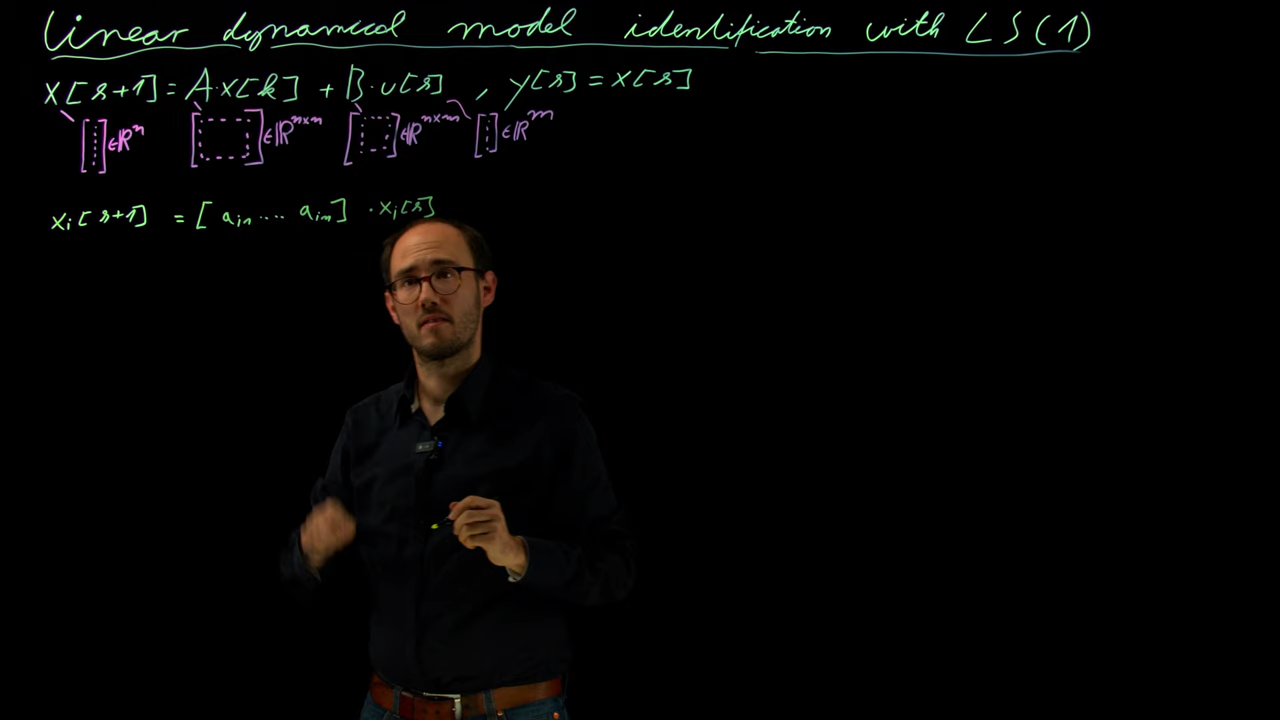 Linear dynamical model identification with LS(1)
x[k+1] = A·x[k] + B·u[k] , y[k] = x[k]
[ ] ∈ ℝⁿ [ ] ∈ ℝⁿˣⁿ [ ] ∈ ℝⁿˣᵐ [ ] ∈ ℝᵐ
xᵢ[k+1] = [ aᵢ₁ .... aᵢₙ ] · xᵢ[k]